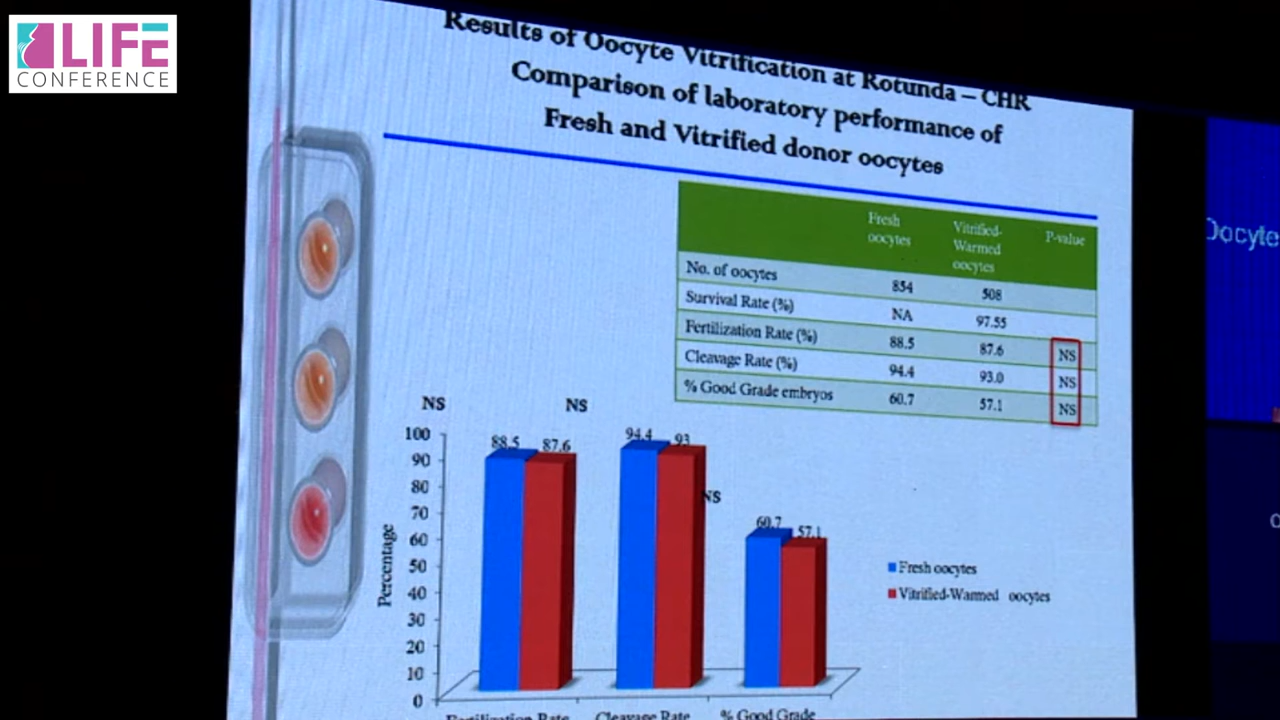 LIFE
CONFERENCE
Results of Oocyte Vitrification at Rotunda – CHR
Comparison of laboratory performance of
Fresh and Vitrified donor oocytes
Fresh oocytes Vitrified-Warmed oocytes P-value
No. of oocytes 854 508
Survival Rate (%) NA 97.55
Fertilization Rate (%) 88.5 87.6 NS
Cleavage Rate (%) 94.4 93.0 NS
% Good Grade embryos 60.7 57.1 NS
NS NS
NS
Percentage
100
90
80
70
60
50
40
30
20
10
0
88.5 87.6
94.4 93
60.7 57.1
Fertilization Rate Cleavage Rate % Good Grade
Fresh oocytes
Vitrified-Warmed oocytes
Oocyte